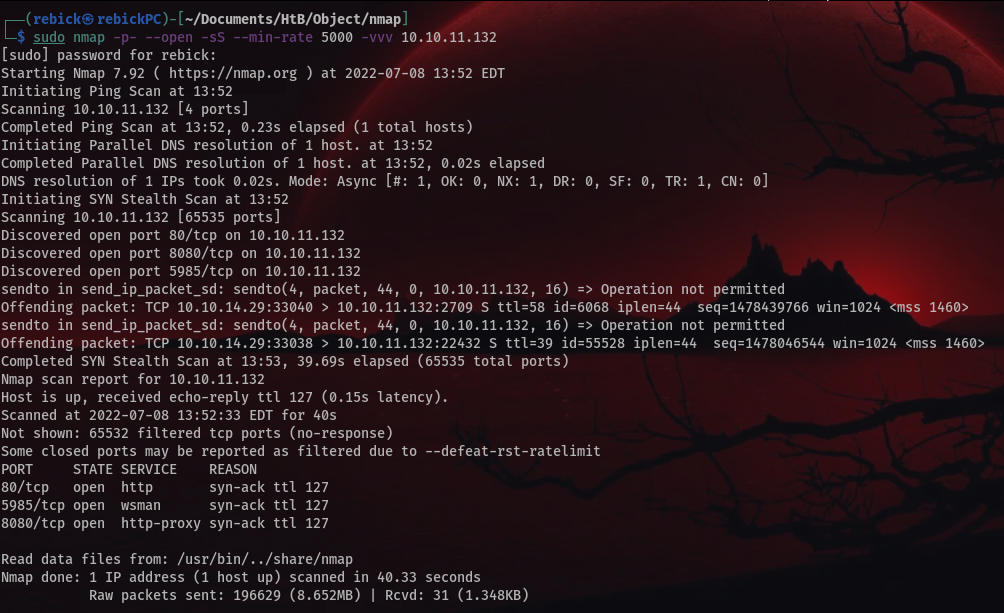 ┌──(rebick㉿rebickPC)-[~/Documents/HtB/Object/nmap]
└─$ sudo nmap -p- --open -sS --min-rate 5000 -vvv 10.10.11.132
[sudo] password for rebick:
Starting Nmap 7.92 ( https://nmap.org ) at 2022-07-08 13:52 EDT
Initiating Ping Scan at 13:52
Scanning 10.10.11.132 [4 ports]
Completed Ping Scan at 13:52, 0.23s elapsed (1 total hosts)
Initiating Parallel DNS resolution of 1 host. at 13:52
Completed Parallel DNS resolution of 1 host. at 13:52, 0.02s elapsed
DNS resolution of 1 IPs took 0.02s. Mode: Async [#: 1, OK: 0, NX: 1, DR: 0, SF: 0, TR: 1, CN: 0]
Initiating SYN Stealth Scan at 13:52
Scanning 10.10.11.132 [65535 ports]
Discovered open port 80/tcp on 10.10.11.132
Discovered open port 8080/tcp on 10.10.11.132
Discovered open port 5985/tcp on 10.10.11.132
sendto in send_ip_packet_sd: sendto(4, packet, 44, 0, 10.10.11.132, 16) => Operation not permitted
Offending packet: TCP 10.10.14.29:33040 > 10.10.11.132:2709 S ttl=58 id=6068 iplen=44  seq=1478439766 win=1024 <mss 1460>
sendto in send_ip_packet_sd: sendto(4, packet, 44, 0, 10.10.11.132, 16) => Operation not permitted
Offending packet: TCP 10.10.14.29:33038 > 10.10.11.132:22432 S ttl=39 id=55528 iplen=44  seq=1478046544 win=1024 <mss 1460>
Completed SYN Stealth Scan at 13:53, 39.69s elapsed (65535 total ports)
Nmap scan report for 10.10.11.132
Host is up, received echo-reply ttl 127 (0.15s latency).
Scanned at 2022-07-08 13:52:33 EDT for 40s
Not shown: 65532 filtered tcp ports (no-response)
Some closed ports may be reported as filtered due to --defeat-rst-ratelimit
PORT     STATE SERVICE    REASON
80/tcp   open  http       syn-ack ttl 127
5985/tcp open  wsman      syn-ack ttl 127
8080/tcp open  http-proxy syn-ack ttl 127

Read data files from: /usr/bin/../share/nmap
Nmap done: 1 IP address (1 host up) scanned in 40.33 seconds
           Raw packets sent: 196629 (8.652MB) | Rcvd: 31 (1.348KB)